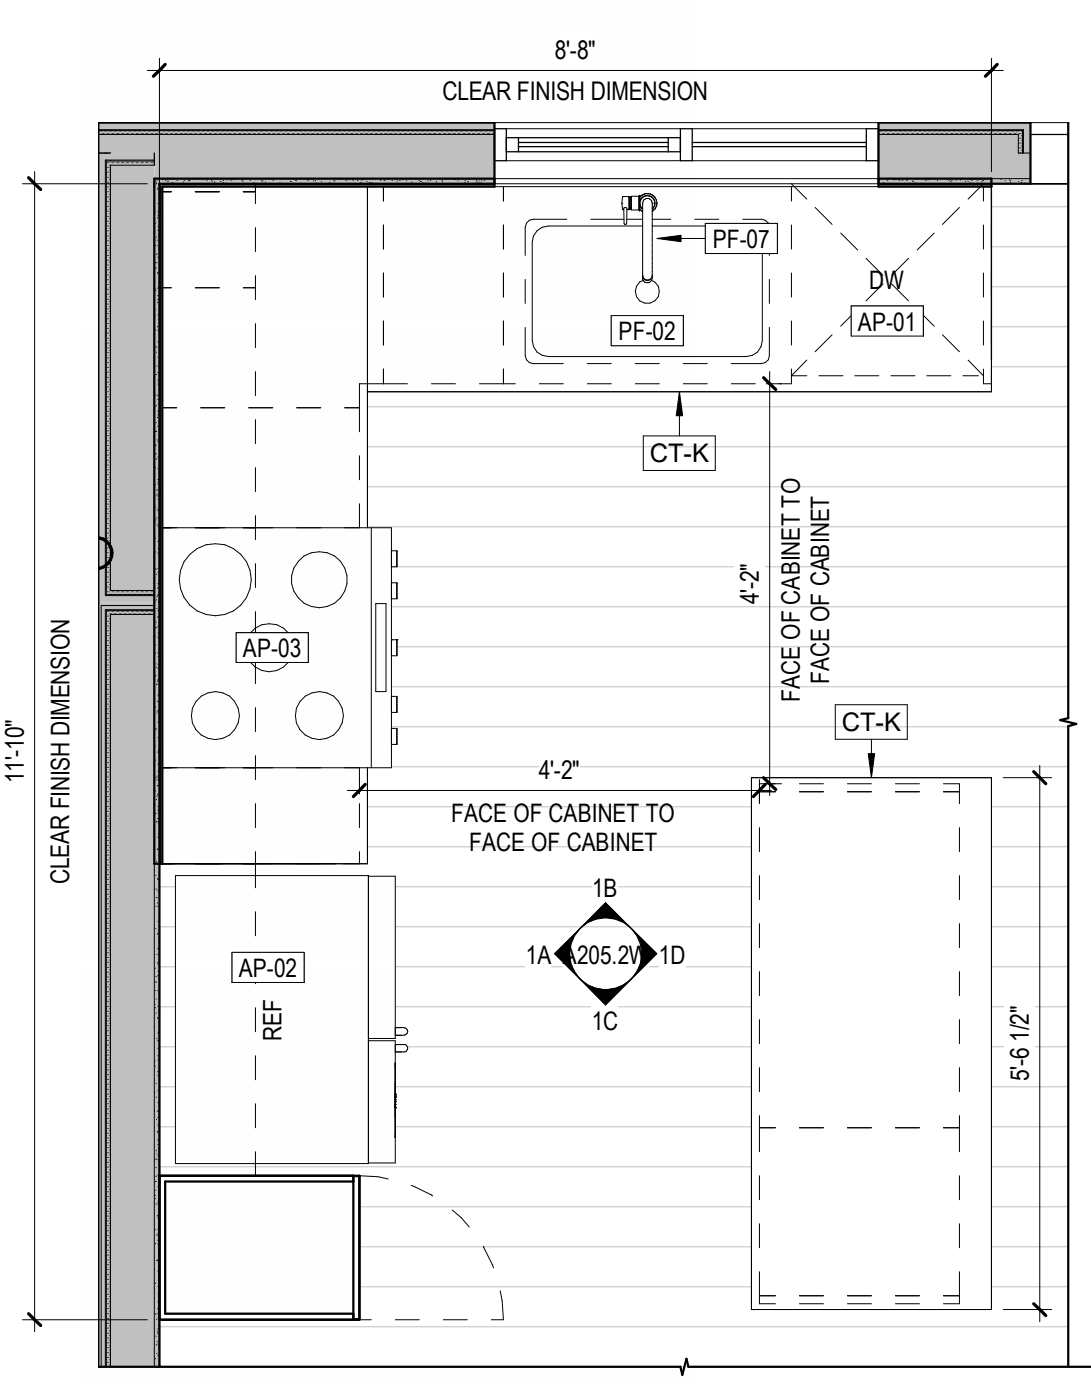 8'-8"
CLEAR FINISH DIMENSION
PF-07
DW
PF-02
AP-01
CT-K
FACE OF CABINET TO
FACE OF CABINET
4'-2"
AP-03
CLEAR FINISH DIMENSION
11'-10"
CT-K
4'-2"
FACE OF CABINET TO
FACE OF CABINET
1B
1A A205.2W 1D
1C
AP-02
REF
5'-6 1/2"